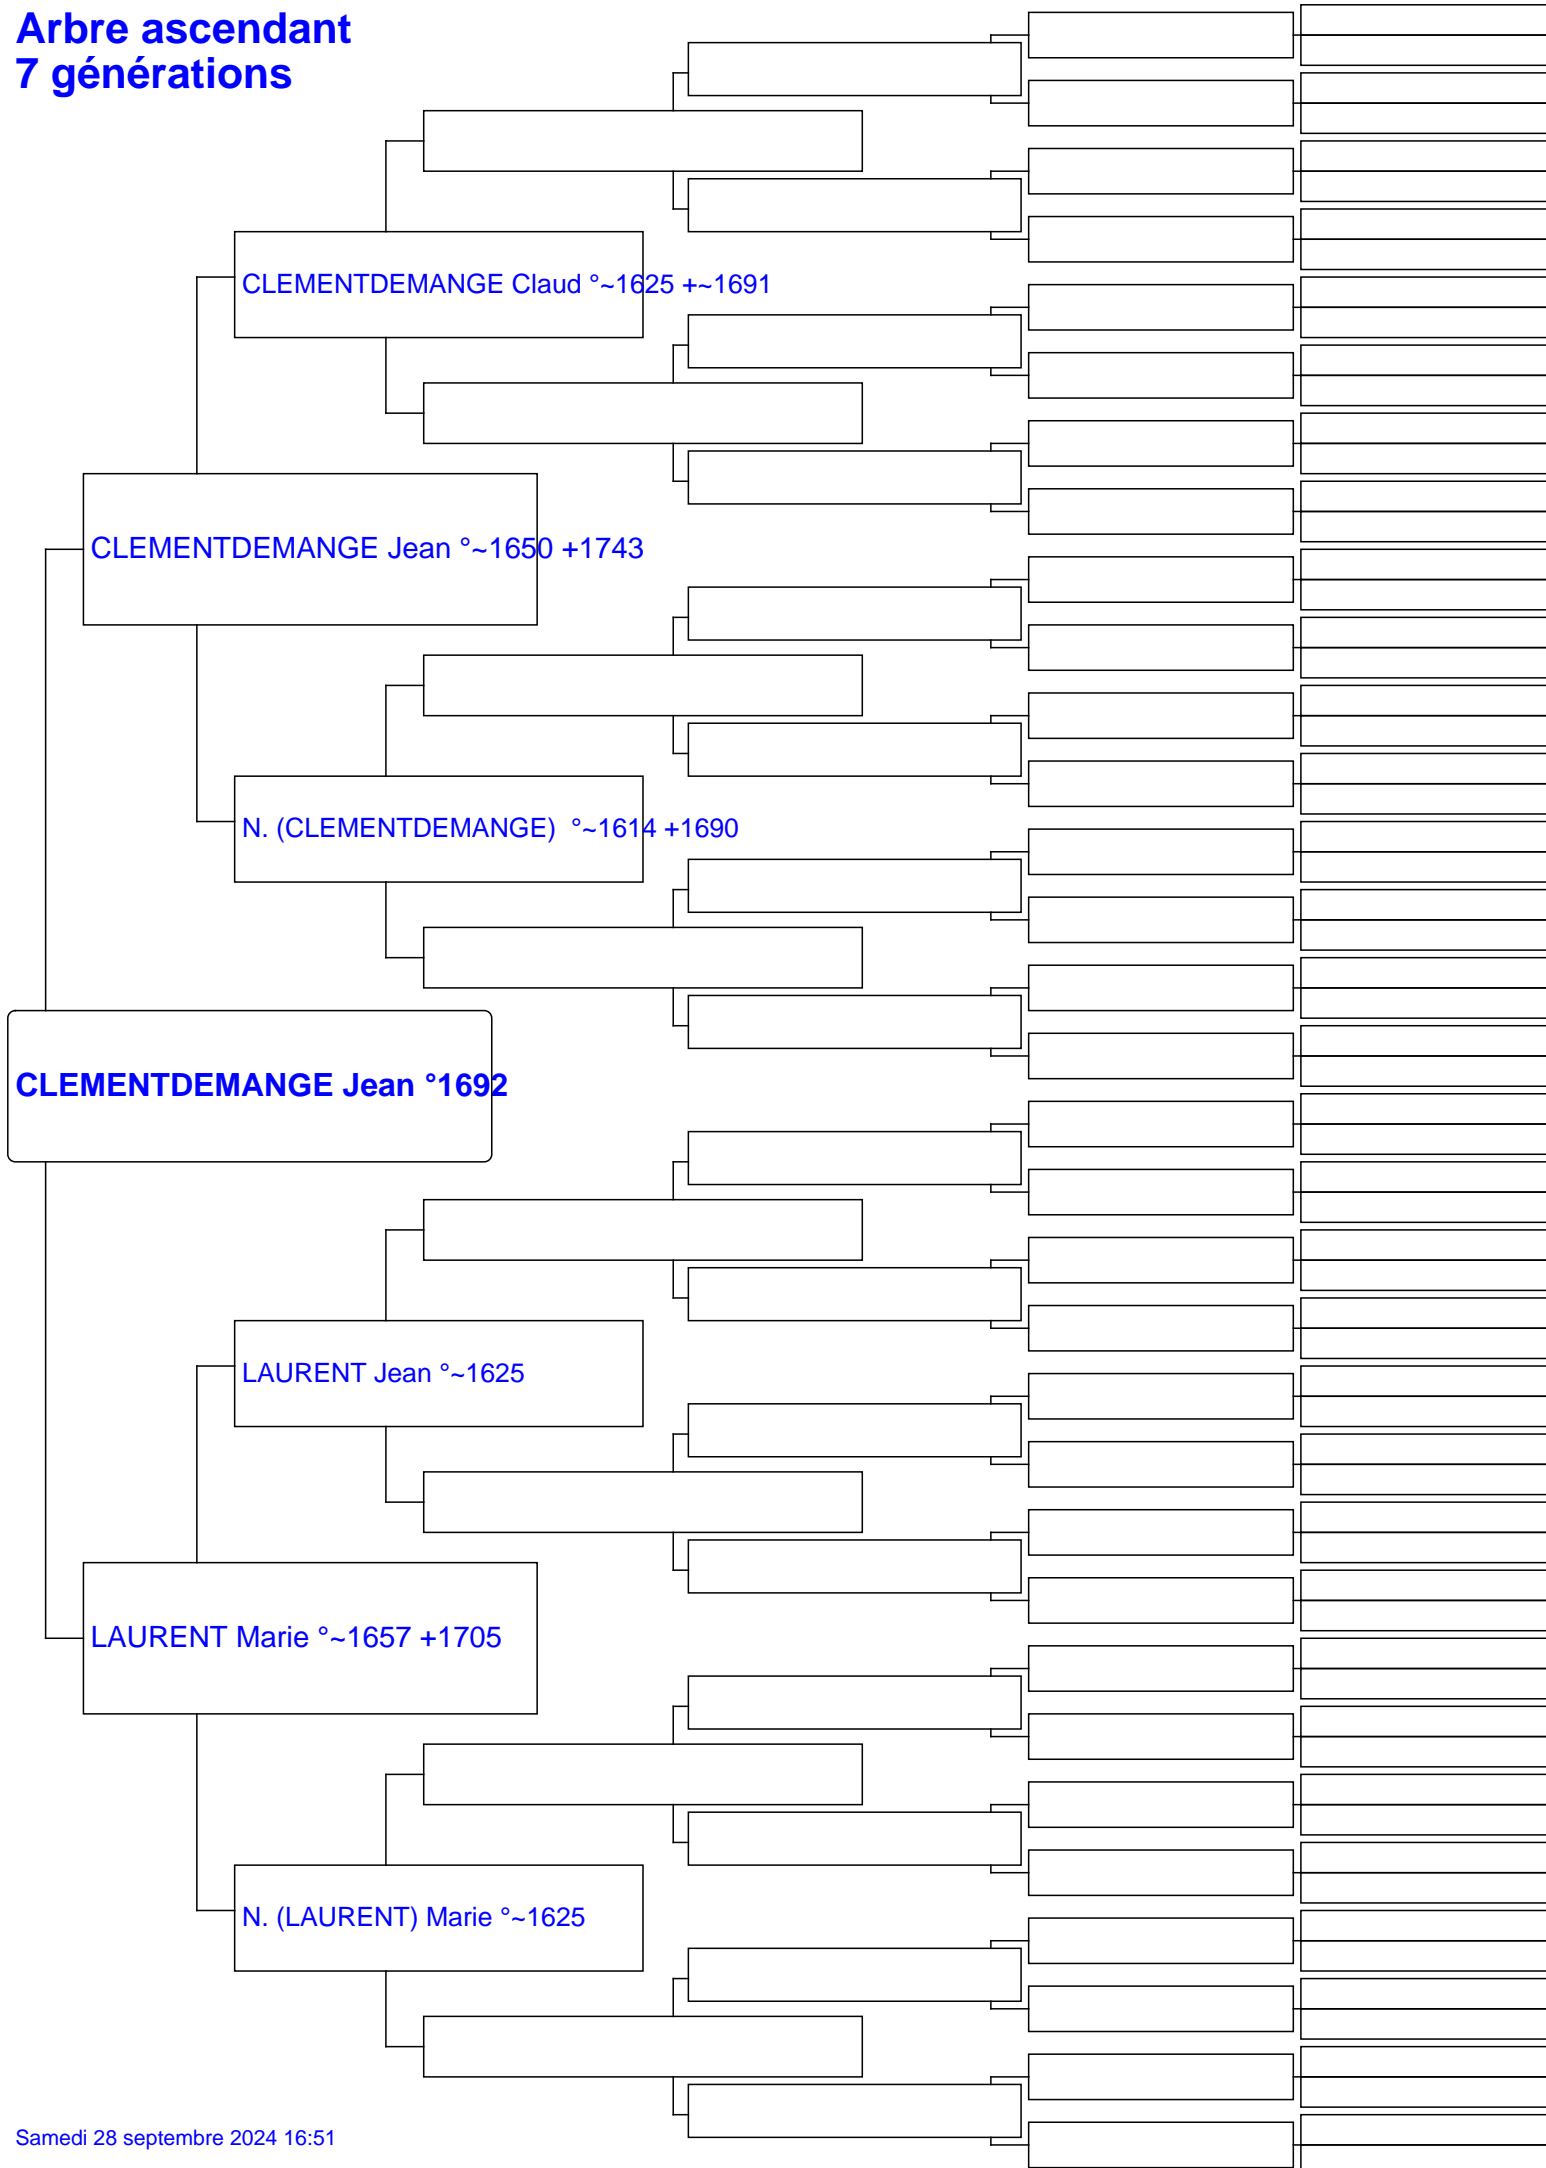 Arbre ascendant
7 générations
CLEMENTDEMANGE Claud °~1625 +~1691
CLEMENTDEMANGE Jean °~1650 +1743
N. (CLEMENTDEMANGE)  °~1614 +1690
CLEMENTDEMANGE Jean °1692
LAURENT Jean °~1625
LAURENT Marie °~1657 +1705
N. (LAURENT) Marie °~1625
Samedi 28 septembre 2024 16:51